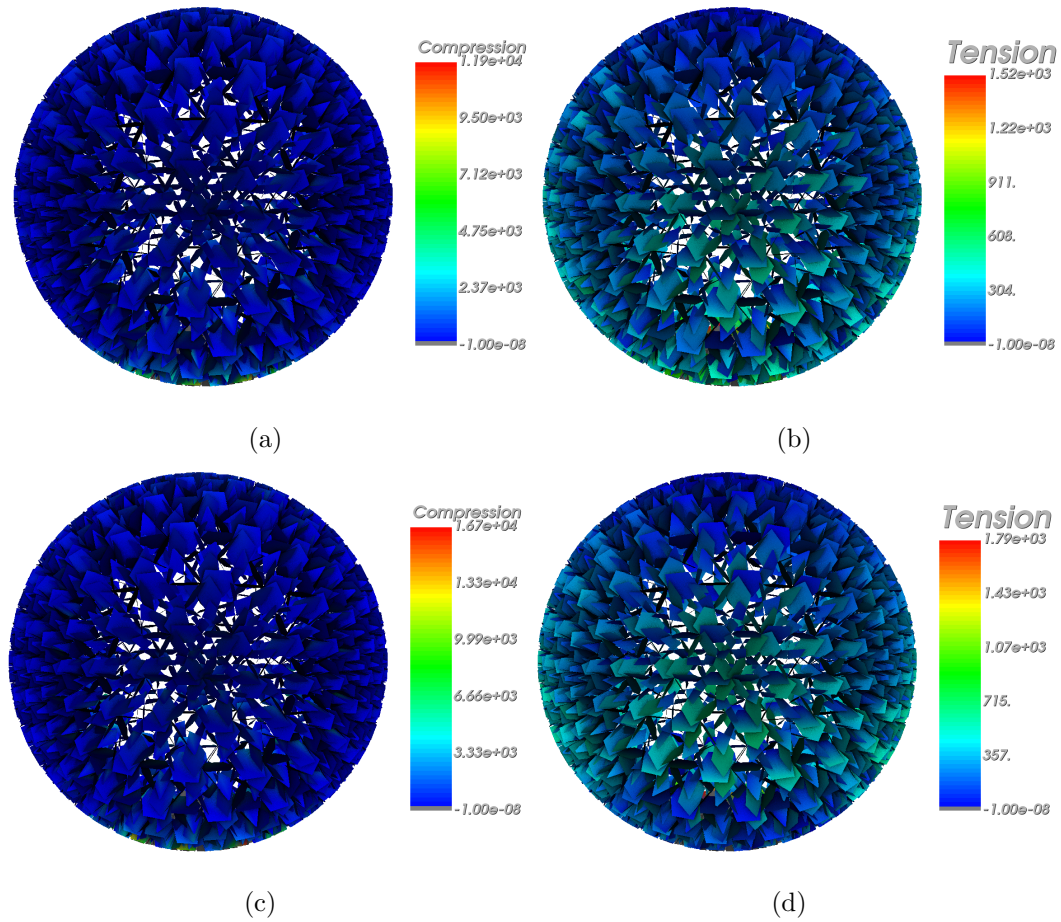 Compression
1.19e+04
9.50e+03
7.12e+03
4.75e+03
2.37e+03
-1.00e-08
(a)
Tension
1.52e+03
1.22e+03
911.
608.
304.
-1.00e-08
(b)
Compression
1.67e+04
1.33e+04
9.99e+03
6.66e+03
3.33e+03
-1.00e-08
(c)
Tension
1.79e+03
1.43e+03
1.07e+03
715.
357.
-1.00e-08
(d)